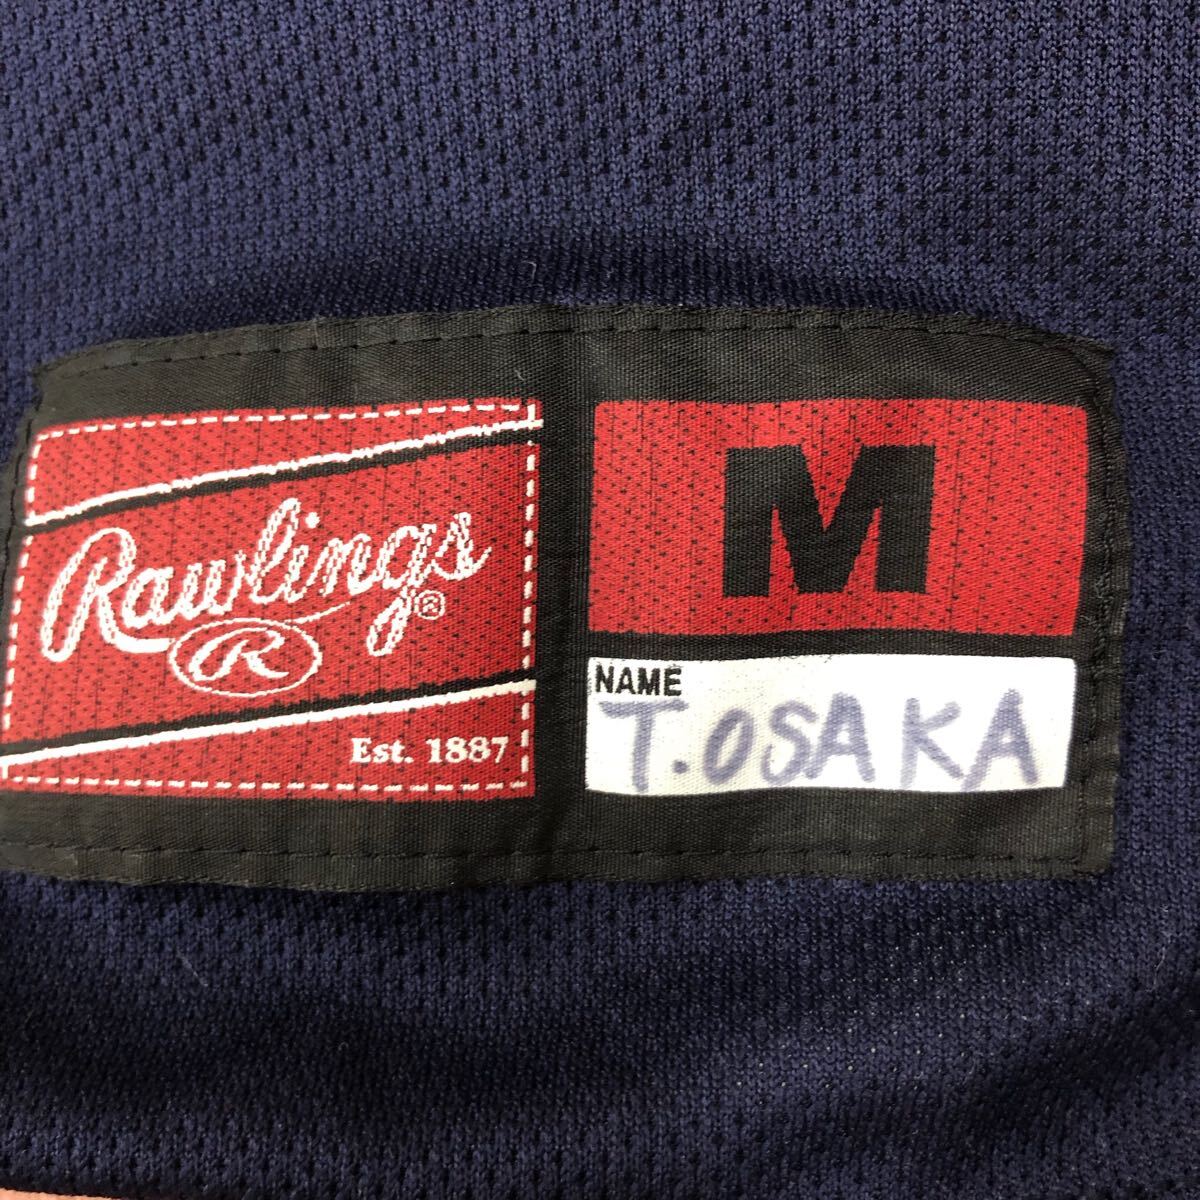 Rawlings®
R
Est. 1887
M
NAME
T.OSAKA